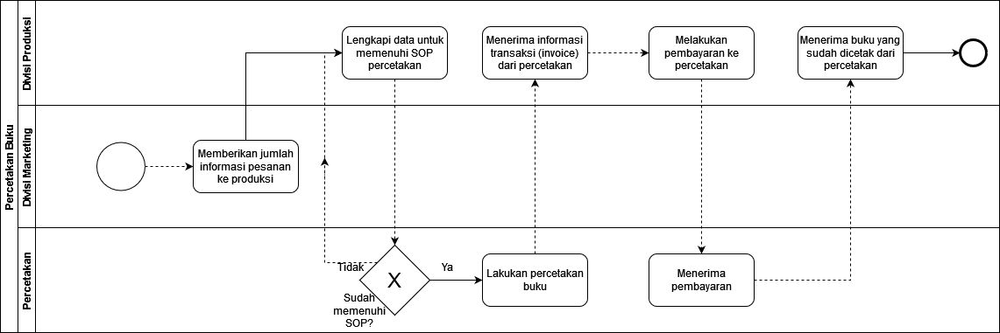 Percetakan Buku
Divisi Produksi
Lengkapi data untuk
memenuhi SOP
percetakan
Menerima informasi
transaksi (invoice)
dari percetakan
Melakukan
pembayaran ke
percetakan
Menerima buku yang
sudah dicetak dari
percetakan
Divisi Marketing
Memberikan jumlah
informasi pesanan
ke produksi
Percetakan
Tidak
X
Ya
Sudah
memenuhi
SOP?
Lakukan percetakan
buku
Menerima
pembayaran